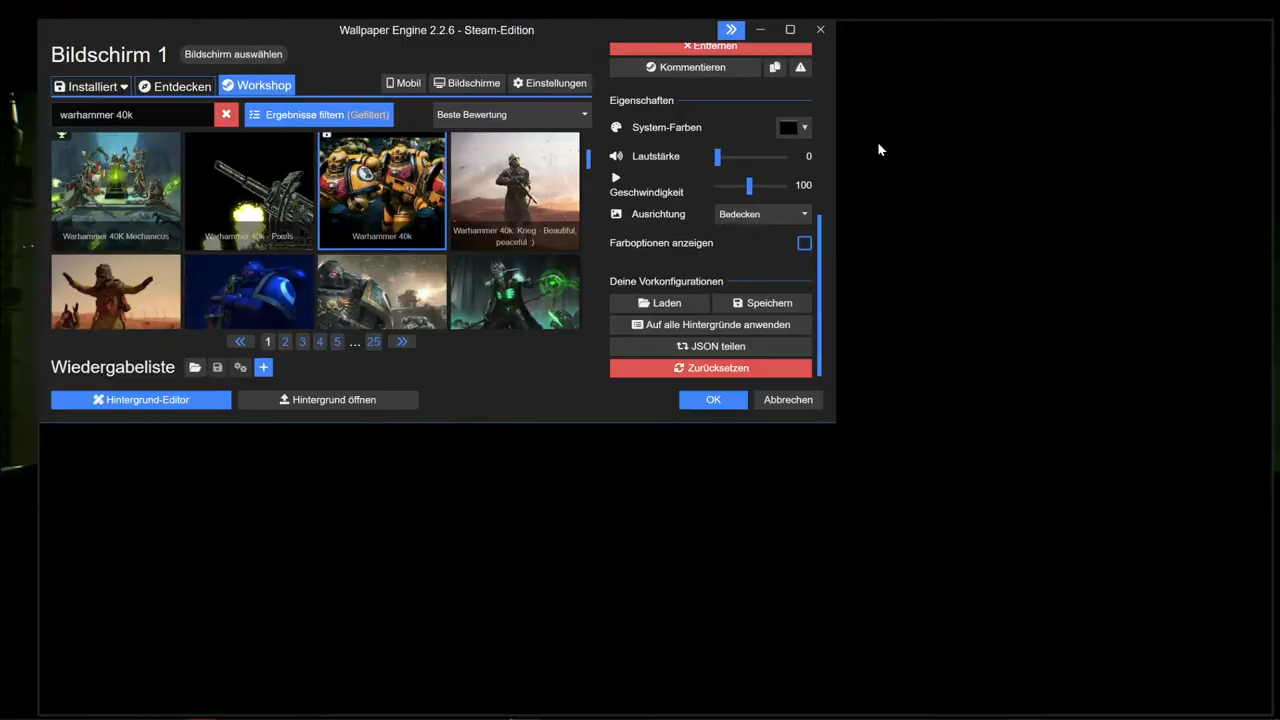 Wallpaper Engine 2.2.6 - Steam-Edition
Bildschirm 1
Bildschirm auswählen
Installiert
Entdecken
Workshop
Mobil
Bildschirme
Einstellungen
warhammer 40k
Ergebnisse filtern (Gefiltert)
Beste Bewertung
Warhammer 40K Mechanicus
Warhammer 40k - Pixels
Warhammer 40k
Warhammer 40k: Krieg - Beautiful,
peaceful :)
1 2 3 4 5 ... 25
Wiedergabeliste
Hintergrund-Editor
Hintergrund öffnen
Entfernen
Kommentieren
Eigenschaften
System-Farben
Lautstärke 0
Geschwindigkeit 100
Ausrichtung Bedecken
Farboptionen anzeigen
Deine Vorkonfigurationen
Laden
Speichern
Auf alle Hintergründe anwenden
JSON teilen
Zurücksetzen
OK
Abbrechen